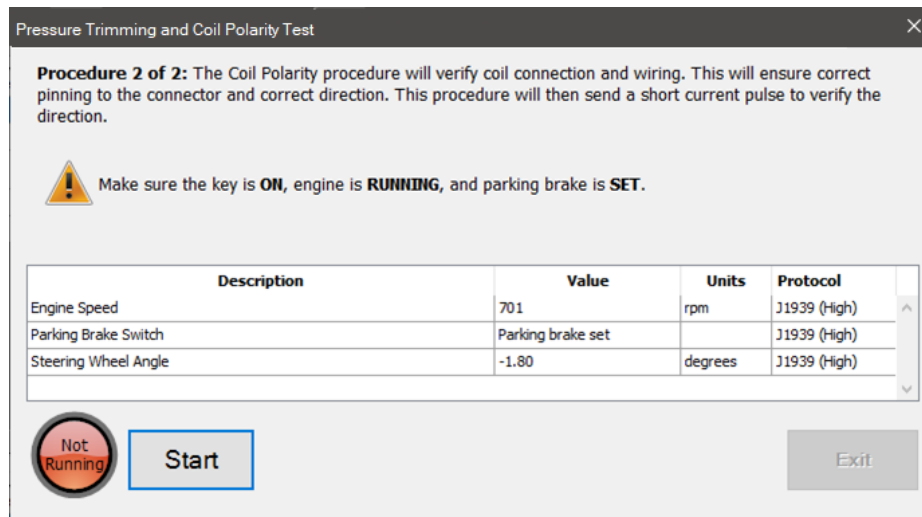 Pressure Trimming and Coil Polarity Test
Procedure 2 of 2: The Coil Polarity procedure will verify coil connection and wiring. This will ensure correct
pinning to the connector and correct direction. This procedure will then send a short current pulse to verify the
direction.
Make sure the key is ON, engine is RUNNING, and parking brake is SET.
Description Value Units Protocol
Engine Speed 701 rpm J1939 (High)
Parking Brake Switch Parking brake set J1939 (High)
Steering Wheel Angle -1.80 degrees J1939 (High)
Not
Running
Start
Exit